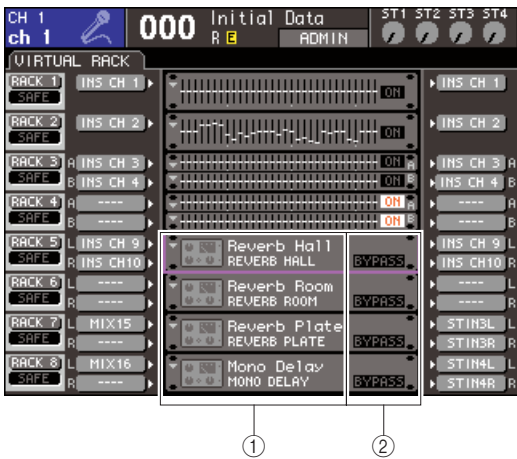 CH 1 000 Initial Data ST1 ST2 ST3 ST4
ch 1 R E ADMIN
VIRTUAL RACK
RACK 1 INS CH 1 ON INS CH 1
SAFE
RACK 2 INS CH 2 ON INS CH 2
SAFE
RACK 3 A INS CH 3 ON A INS CH 3 A
SAFE B INS CH 4 ON B INS CH 4 B
RACK 4 A ---- ON A ---- A
SAFE B ---- ON B ---- B
RACK 5 L INS CH 9 Reverb Hall INS CH 9 L
SAFE R INS CH10 REVERB HALL BYPASS INS CH10 R
RACK 6 L ---- Reverb Room ---- L
SAFE R ---- REVERB ROOM BYPASS ---- R
RACK 7 L MIX15 Reverb Plate STIN3L L
SAFE R ---- REVERB PLATE BYPASS STIN3R R
RACK 8 L MIX16 Mono Delay STIN4L L
SAFE R ---- MONO DELAY BYPASS STIN4R R
① ②